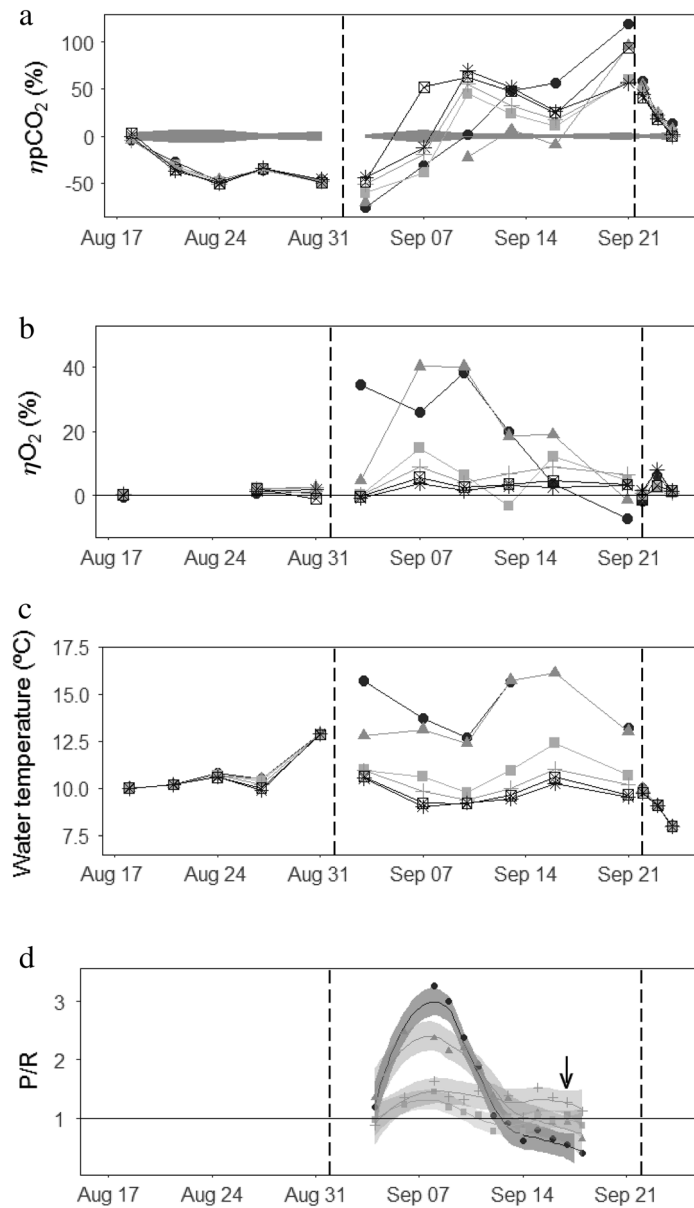 a
ηpCO₂ (%)
100
50
0
-50
Aug 17 Aug 24 Aug 31 Sep 07 Sep 14 Sep 21
b
ηO₂ (%)
40
20
0
Aug 17 Aug 24 Aug 31 Sep 07 Sep 14 Sep 21
c
Water temperature (ºC)
17.5
15.0
12.5
10.0
7.5
Aug 17 Aug 24 Aug 31 Sep 07 Sep 14 Sep 21
d
P/R
3
2
1
Aug 17 Aug 24 Aug 31 Sep 07 Sep 14 Sep 21